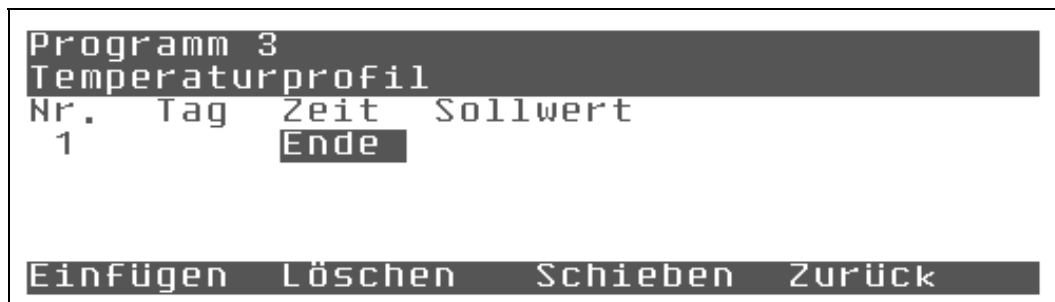 Programm 3
Temperaturprofil
Nr. Tag Zeit Sollwert
1 Ende
Einfügen Löschen Schieben Zurück